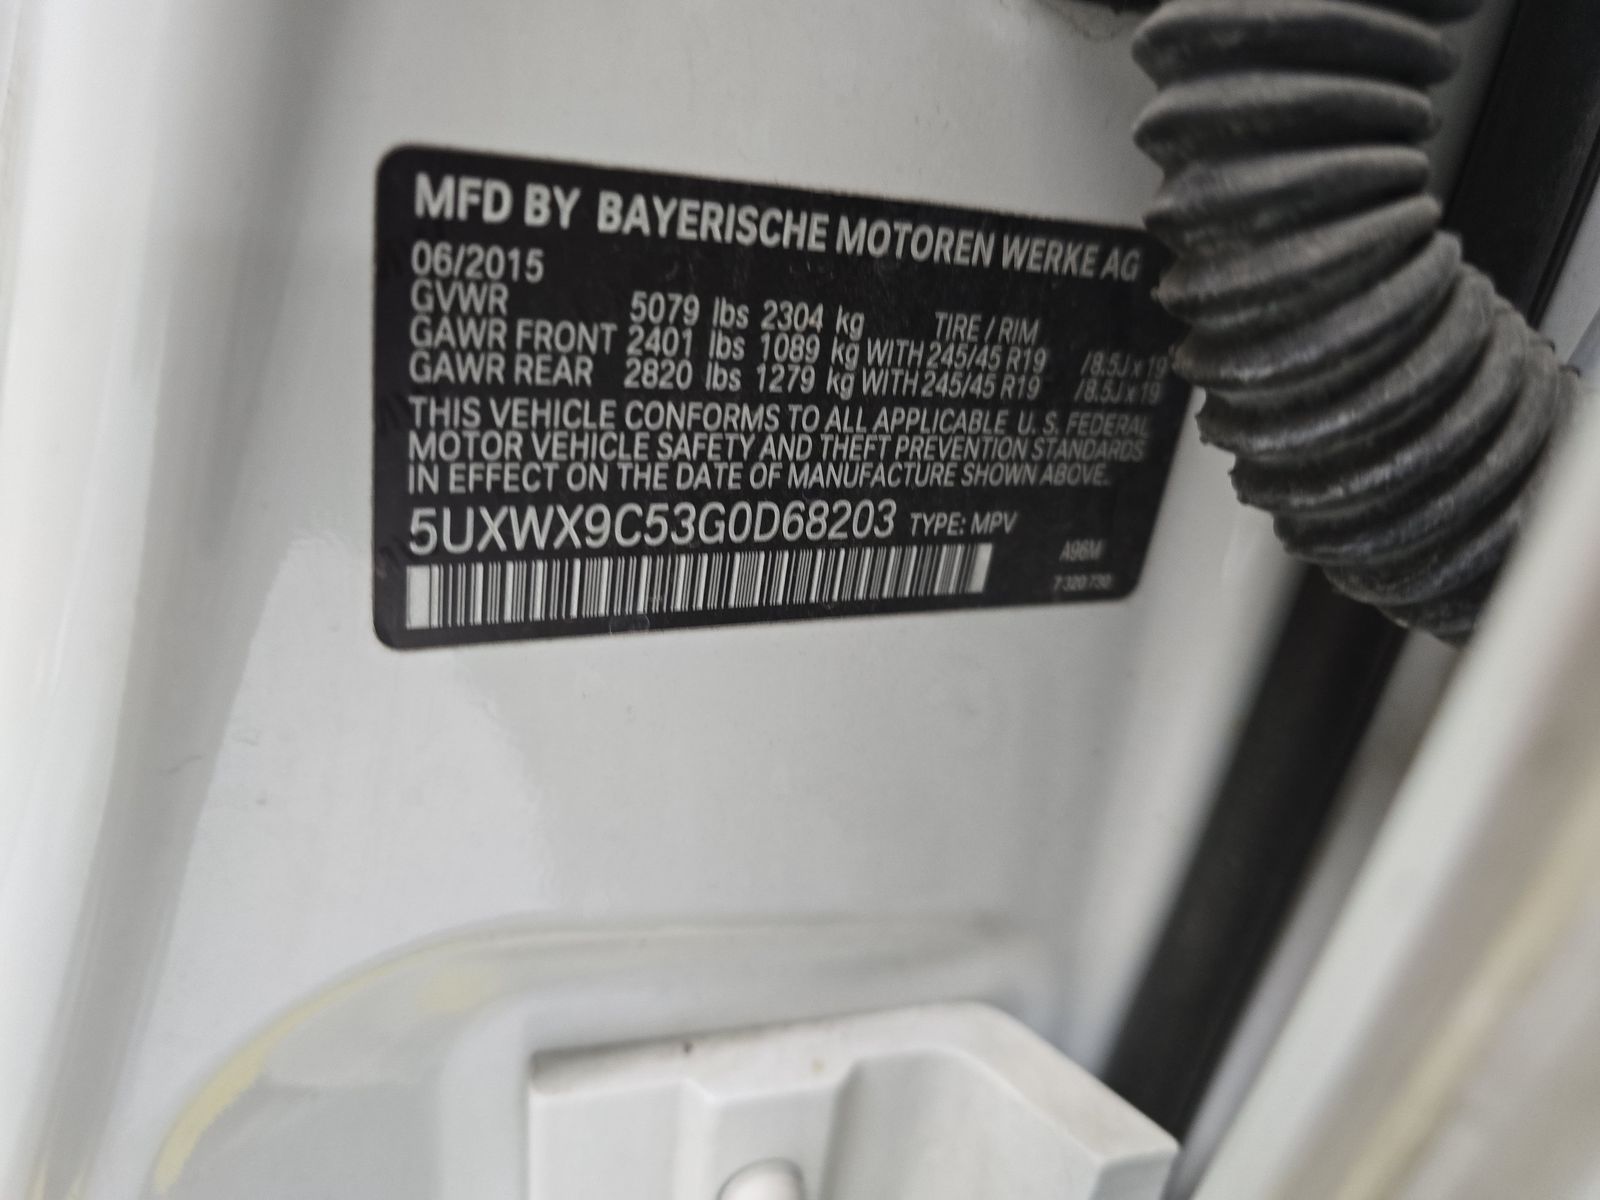 MFD BY BAYERISCHE MOTOREN WERKE AG
06/2015
GVWR 5079 lbs 2304 kg TIRE / RIM
GAWR FRONT 2401 lbs 1089 kg WITH 245/45 R19 /8.5J x 19
GAWR REAR 2820 lbs 1279 kg WITH 245/45 R19 /8.5J x 19
THIS VEHICLE CONFORMS TO ALL APPLICABLE U. S. FEDERAL
MOTOR VEHICLE SAFETY AND THEFT PREVENTION STANDARDS
IN EFFECT ON THE DATE OF MANUFACTURE SHOWN ABOVE.
5UXWX9C53G0D68203 TYPE: MPV
A96M
7 320 730